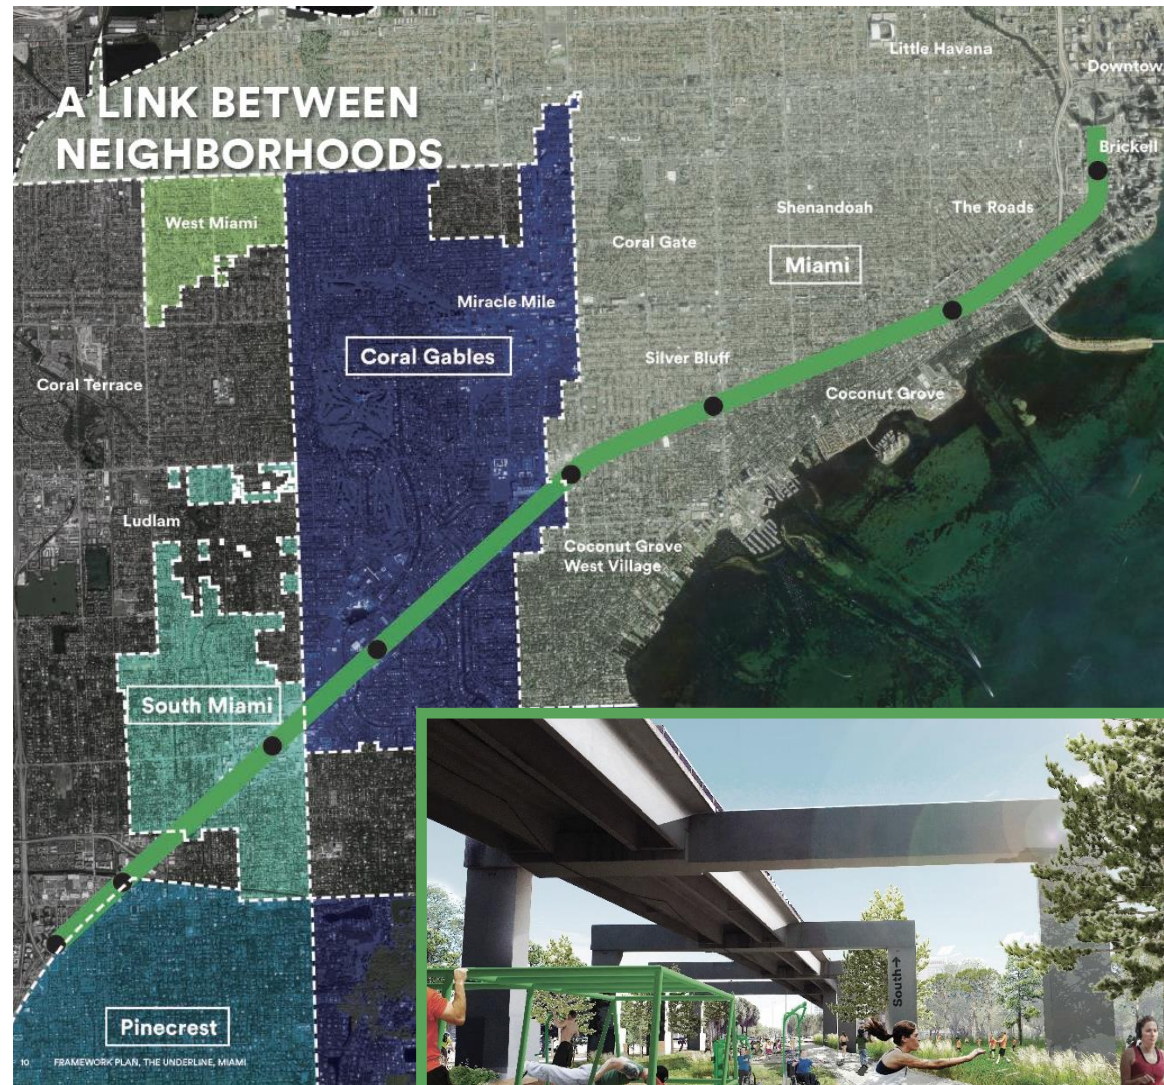 A LINK BETWEEN
NEIGHBORHOODS
Little Havana
Downtow
Brickell
West Miami
Shenandoah
The Roads
Coral Gate
Miami
Miracle Mile
Coral Gables
Silver Bluff
Coral Terrace
Coconut Grove
Ludlam
Coconut Grove
West Village
South Miami
South→
Pinecrest
10 FRAMEWORK PLAN, THE UNDERLINE, MIAMI